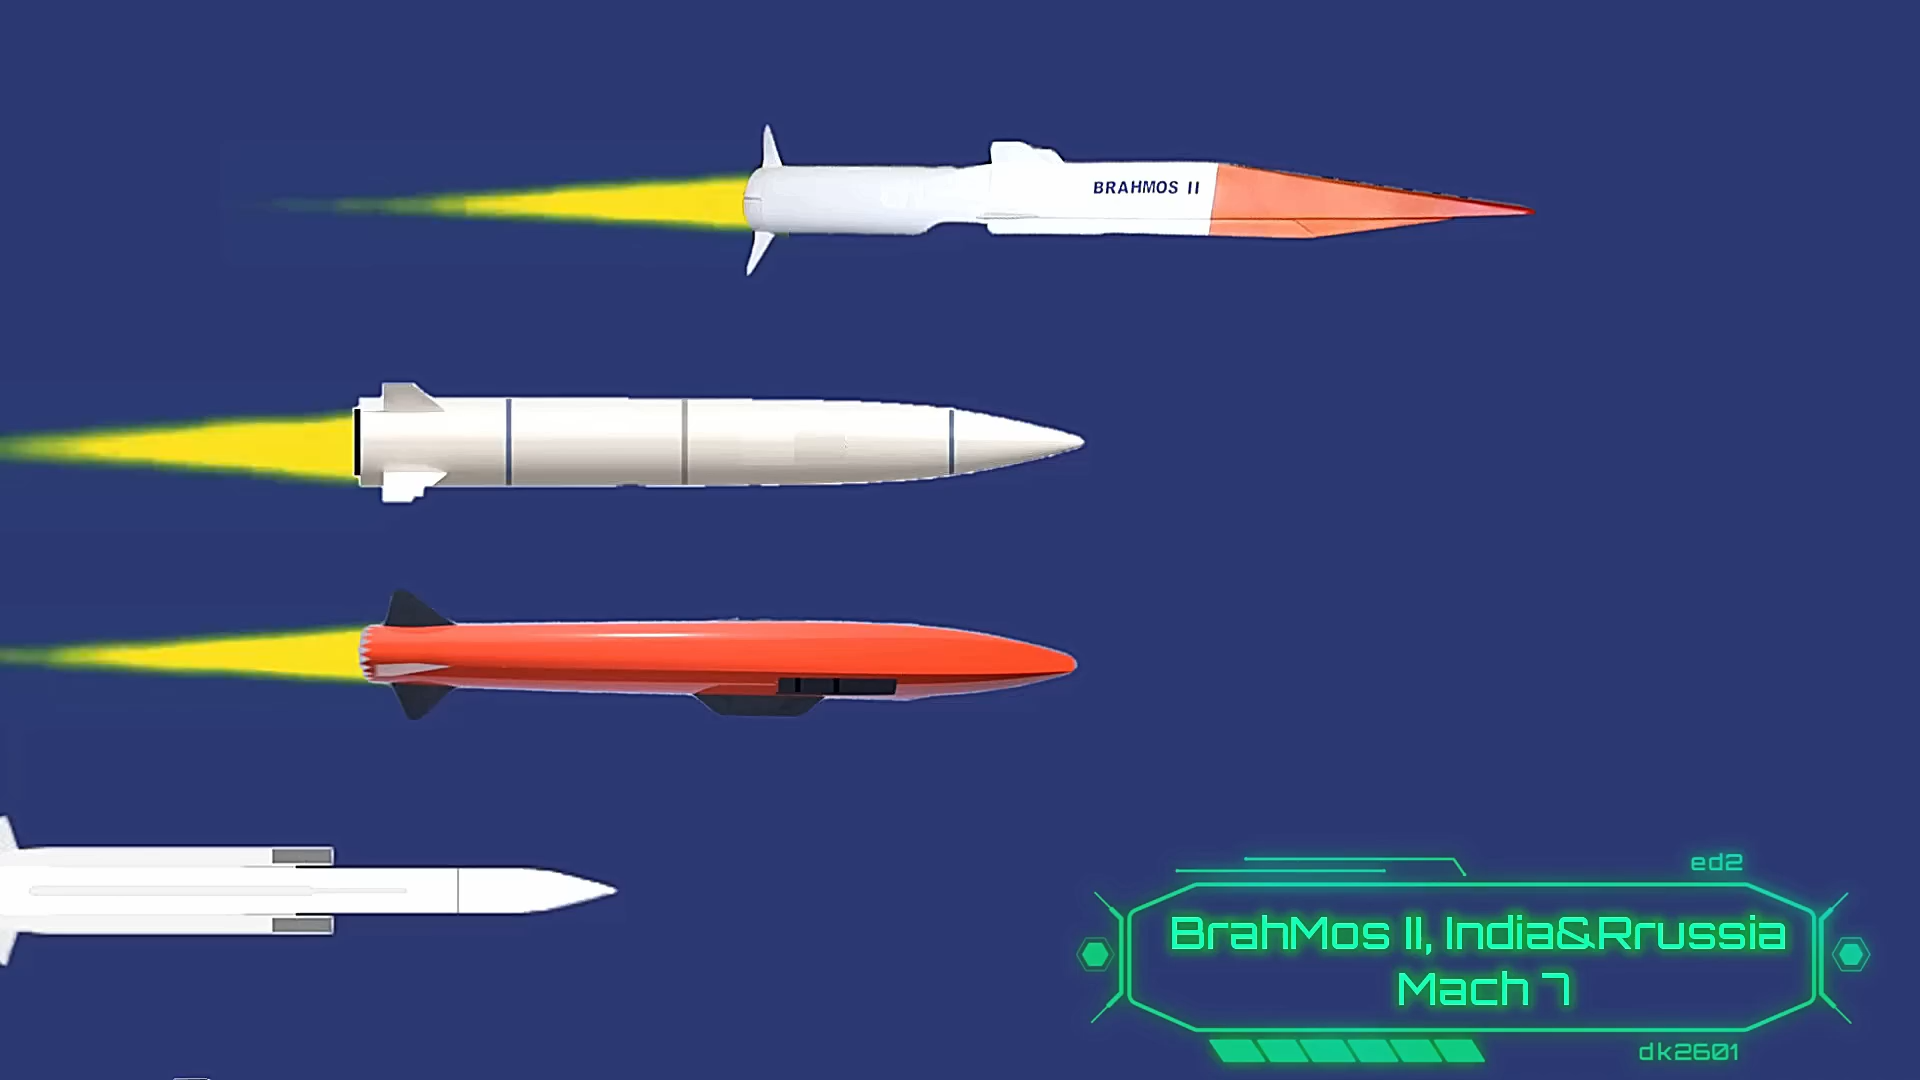 BRAHMOS II
ed2
BrahMos II, India&Rrussia
Mach 7
dk2601